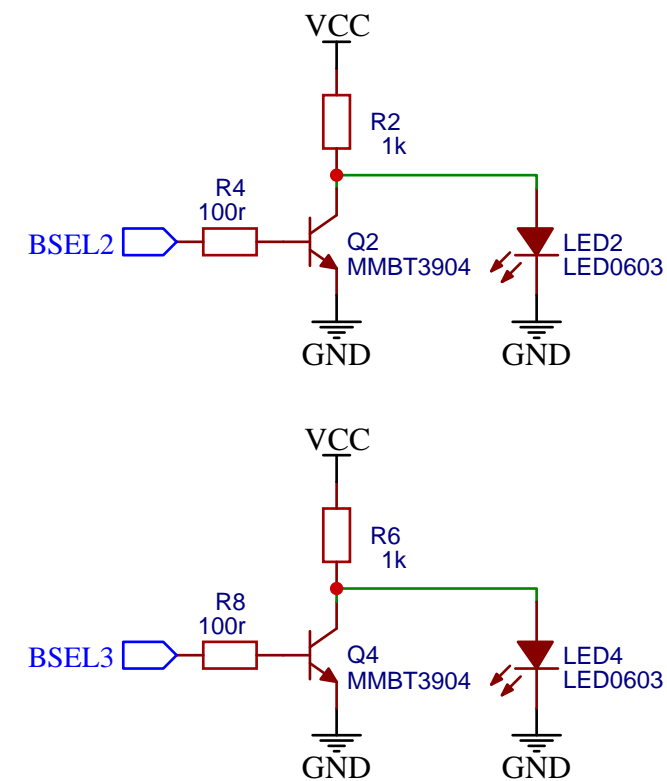 VCC
R2
1k
R4
100r
BSEL2
Q2
MMBT3904
LED2
LED0603
GND
GND
VCC
R6
1k
R8
100r
BSEL3
Q4
MMBT3904
LED4
LED0603
GND
GND